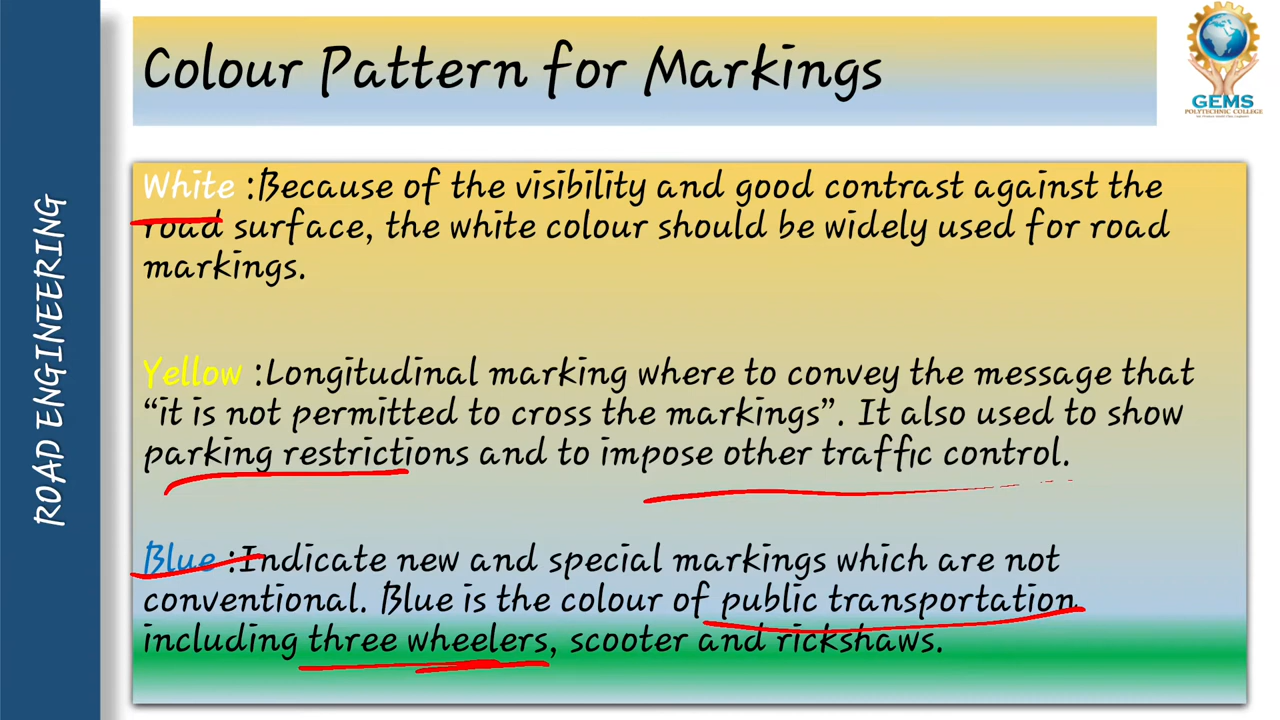 Colour Pattern for Markings
GEMS
POLYTECHNIC COLLEGE
ROAD ENGINEERING
White :Because of the visibility and good contrast against the
road surface, the white colour should be widely used for road
markings.
Yellow :Longitudinal marking where to convey the message that
“it is not permitted to cross the markings”. It also used to show
parking restrictions and to impose other traffic control.
Blue :Indicate new and special markings which are not
conventional. Blue is the colour of public transportation
including three wheelers, scooter and rickshaws.